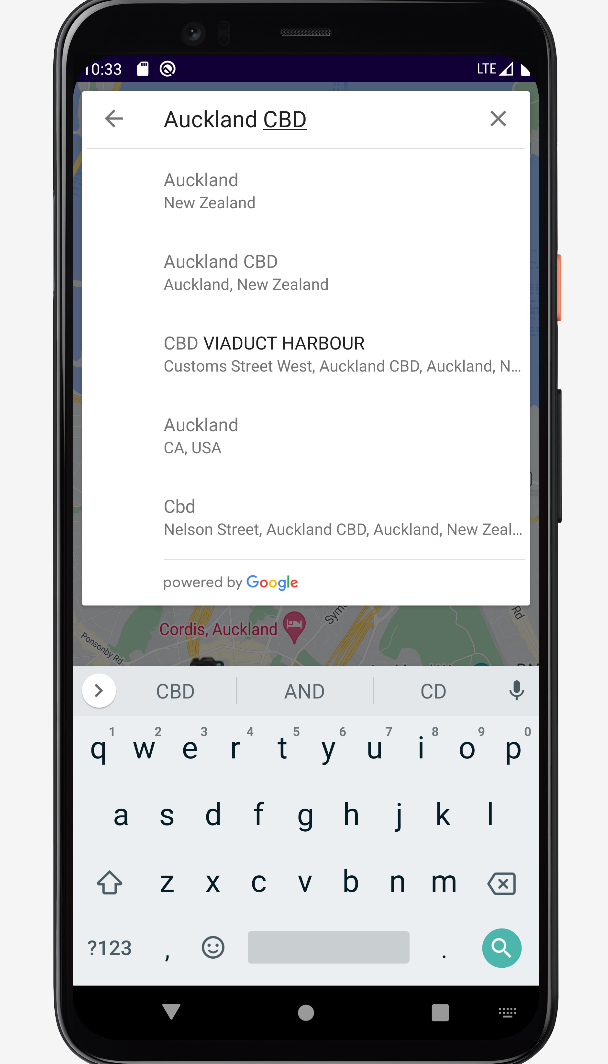 10:33
LTE
Auckland CBD
Auckland
New Zealand
Auckland CBD
Auckland, New Zealand
CBD VIADUCT HARBOUR
Customs Street West, Auckland CBD, Auckland, N...
Auckland
CA, USA
Cbd
Nelson Street, Auckland CBD, Auckland, New Zeal...
powered by Google
Cordis, Auckland
Ponsonby Rd
Rd
CBD AND CD
1 2 3 4 5 6 7 8 9 0
q w e r t y u i o p
a s d f g h j k l
z x c v b n m
?123 , .